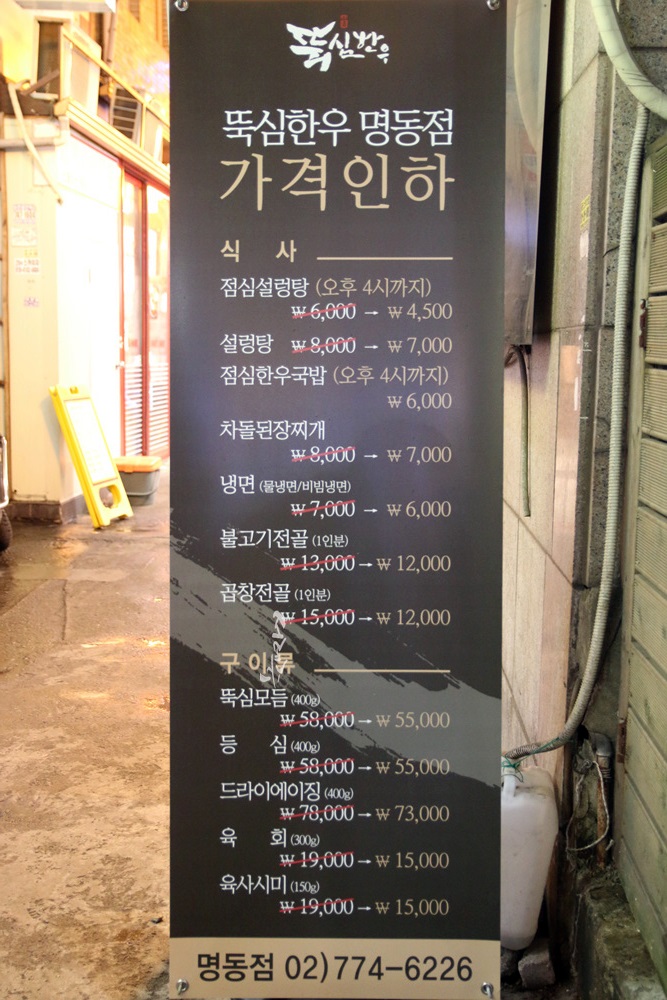 뚝심한우
뚝심한우 명동점
가격인하
식 사
점심설렁탕 (오후 4시까지)
₩ 6,000 → ₩ 4,500
설렁탕 ₩ 8,000 → ₩ 7,000
점심한우국밥 (오후 4시까지)
₩ 6,000
차돌된장찌개
₩ 8,000 → ₩ 7,000
냉면 (물냉면/비빔냉면)
₩ 7,000 → ₩ 6,000
불고기전골 (1인분)
₩ 13,000 → ₩ 12,000
곱창전골 (1인분)
₩ 15,000 → ₩ 12,000
구 이 류
뚝심모듬 (400g)
₩ 58,000 → ₩ 55,000
등 심 (400g)
₩ 58,000 → ₩ 55,000
드라이에이징 (400g)
₩ 78,000 → ₩ 73,000
육 회 (300g)
₩ 19,000 → ₩ 15,000
육사시미 (150g)
₩ 19,000 → ₩ 15,000
명동점 02)774-6226